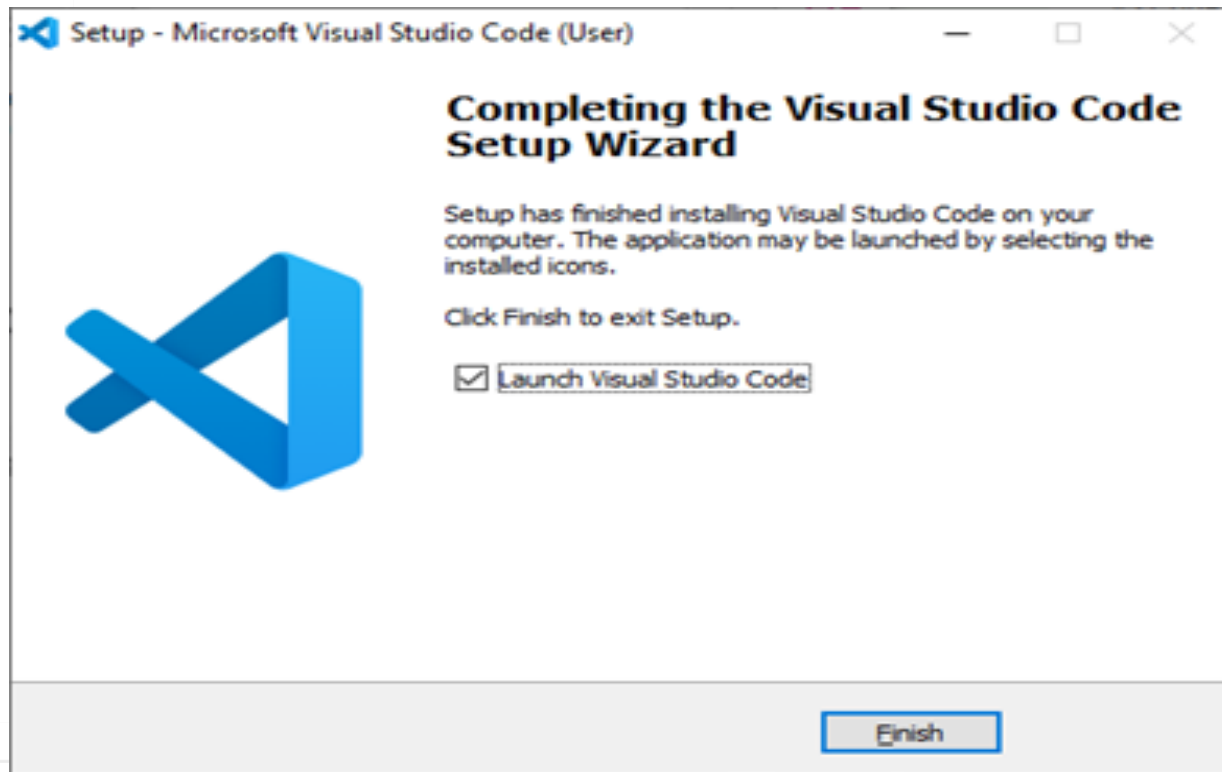 Setup - Microsoft Visual Studio Code (User)
Completing the Visual Studio Code
Setup Wizard
Setup has finished installing Visual Studio Code on your
computer. The application may be launched by selecting the
installed icons.
Click Finish to exit Setup.
Launch Visual Studio Code
Finish